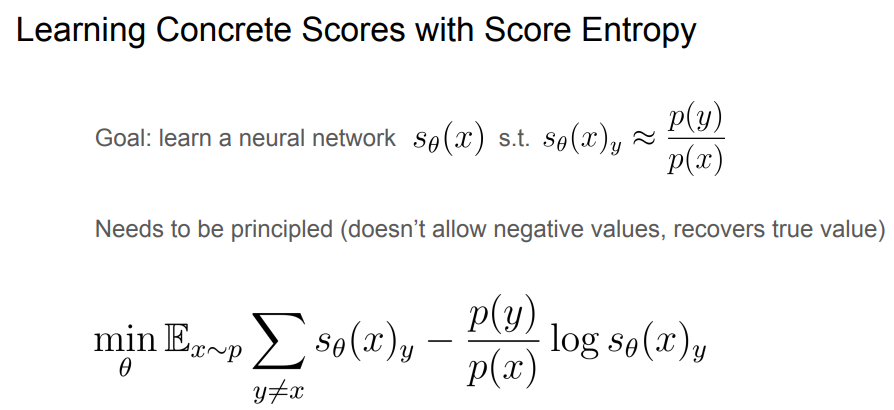 Learning Concrete Scores with Score Entropy
Goal: learn a neural network $s_\theta(x)$ s.t. $s_\theta(x)_y \approx \frac{p(y)}{p(x)}$
Needs to be principled (doesn’t allow negative values, recovers true value)
$\min_\theta \mathbb{E}_{x \sim p} \sum_{y \neq x} s_\theta(x)_y - \frac{p(y)}{p(x)} \log s_\theta(x)_y$